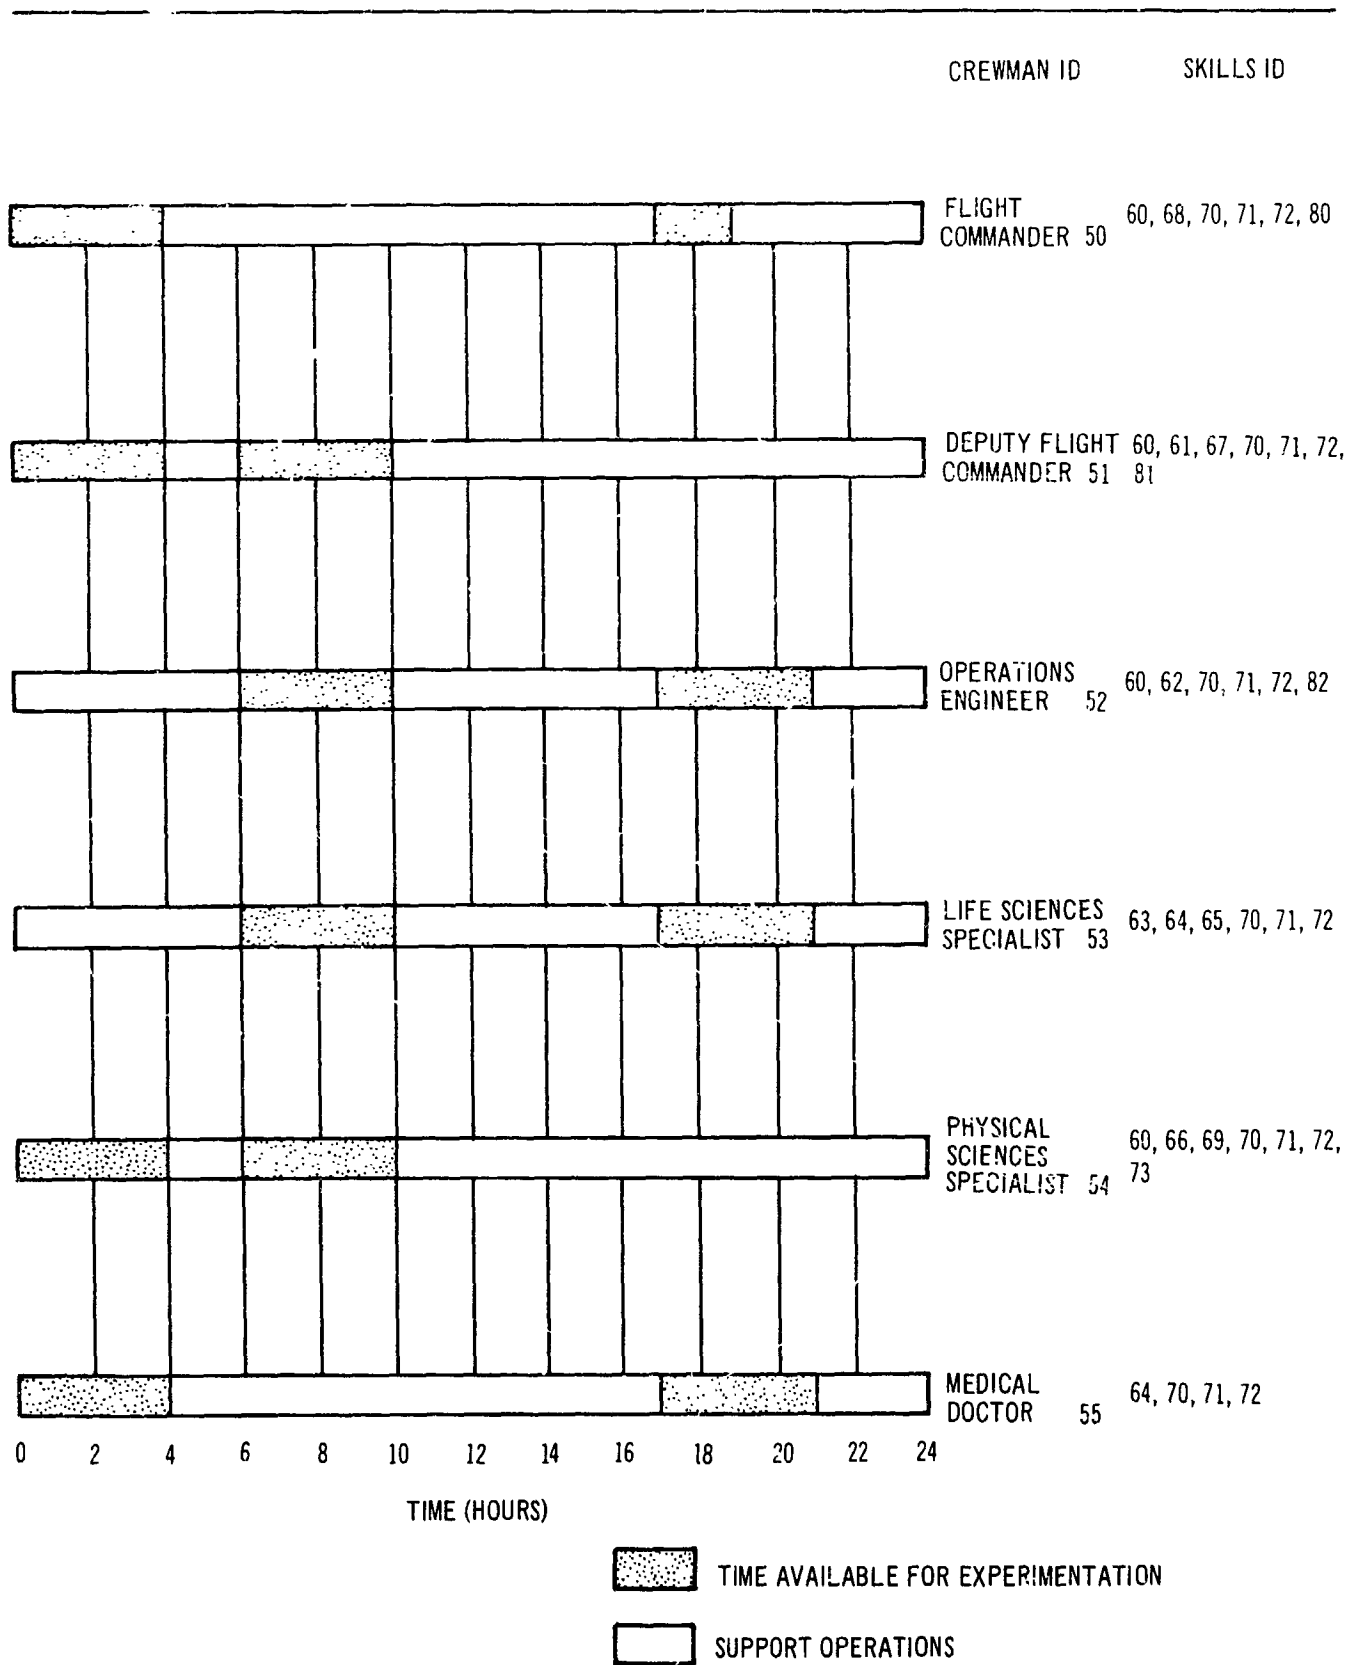 CREWMAN ID SKILLS ID
FLIGHT 60, 68, 70, 71, 72, 80
COMMANDER 50
DEPUTY FLIGHT 60, 61, 67, 70, 71, 72,
COMMANDER 51 81
OPERATIONS 60, 62, 70, 71, 72, 82
ENGINEER 52
LIFE SCIENCES 63, 64, 65, 70, 71, 72
SPECIALIST 53
PHYSICAL 60, 66, 69, 70, 71, 72,
SCIENCES 73
SPECIALIST 54
MEDICAL 64, 70, 71, 72
DOCTOR 55
0 2 4 6 8 10 12 14 16 18 20 22 24
TIME (HOURS)
TIME AVAILABLE FOR EXPERIMENTATION
SUPPORT OPERATIONS